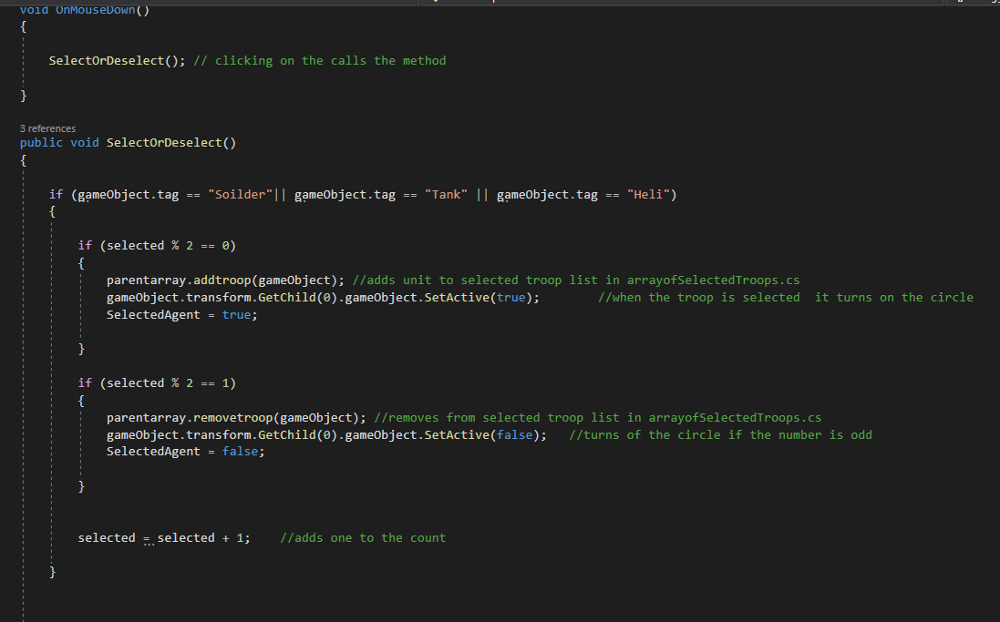 void OnMouseDown()
{
SelectOrDeselect(); // clicking on the calls the method
}
3 references
public void SelectOrDeselect()
{
if (gameObject.tag == "Soilder"|| gameObject.tag == "Tank" || gameObject.tag == "Heli")
{
if (selected % 2 == 0)
{
parentarray.addtroop(gameObject); //adds unit to selected troop list in arrayofSelectedTroops.cs
gameObject.transform.GetChild(0).gameObject.SetActive(true); //when the troop is selected it turns on the circle
SelectedAgent = true;
}
if (selected % 2 == 1)
{
parentarray.removetroop(gameObject); //removes from selected troop list in arrayofSelectedTroops.cs
gameObject.transform.GetChild(0).gameObject.SetActive(false); //turns of the circle if the number is odd
SelectedAgent = false;
}
selected = selected + 1; //adds one to the count
}